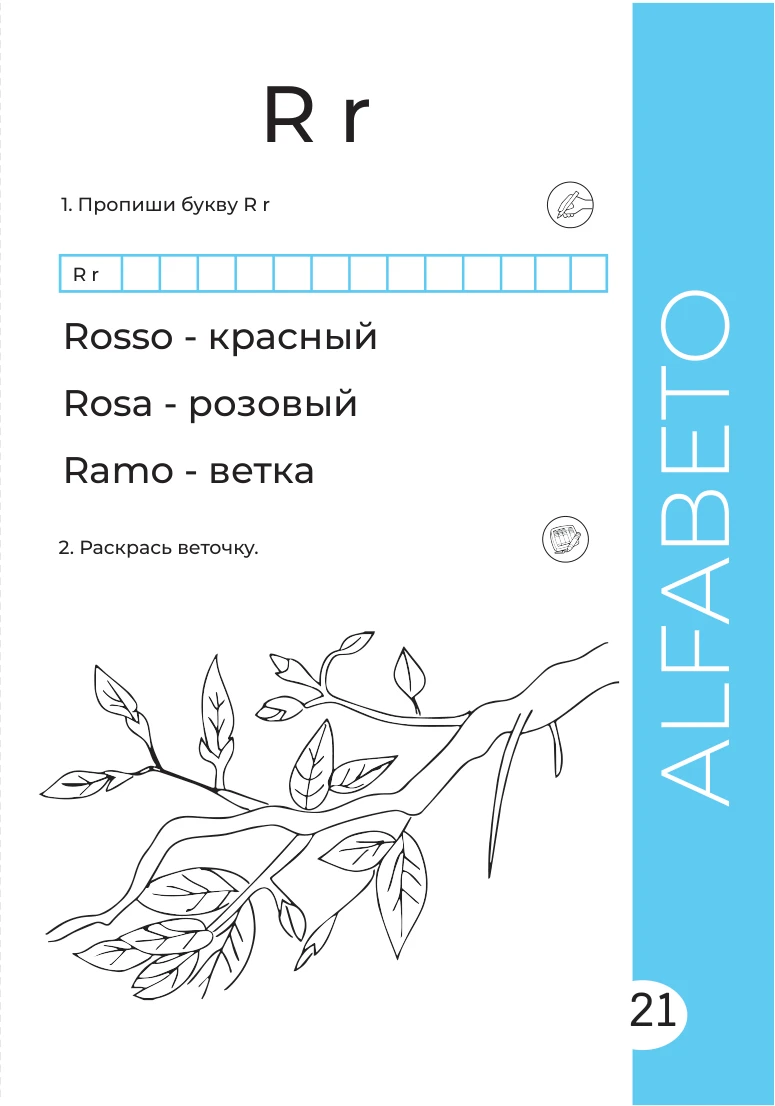 R r
1. Пропиши букву R r
R r
Rosso - красный
Rosa - розовый
Ramo - ветка
2. Раскрась веточку.
ALFABETO
21